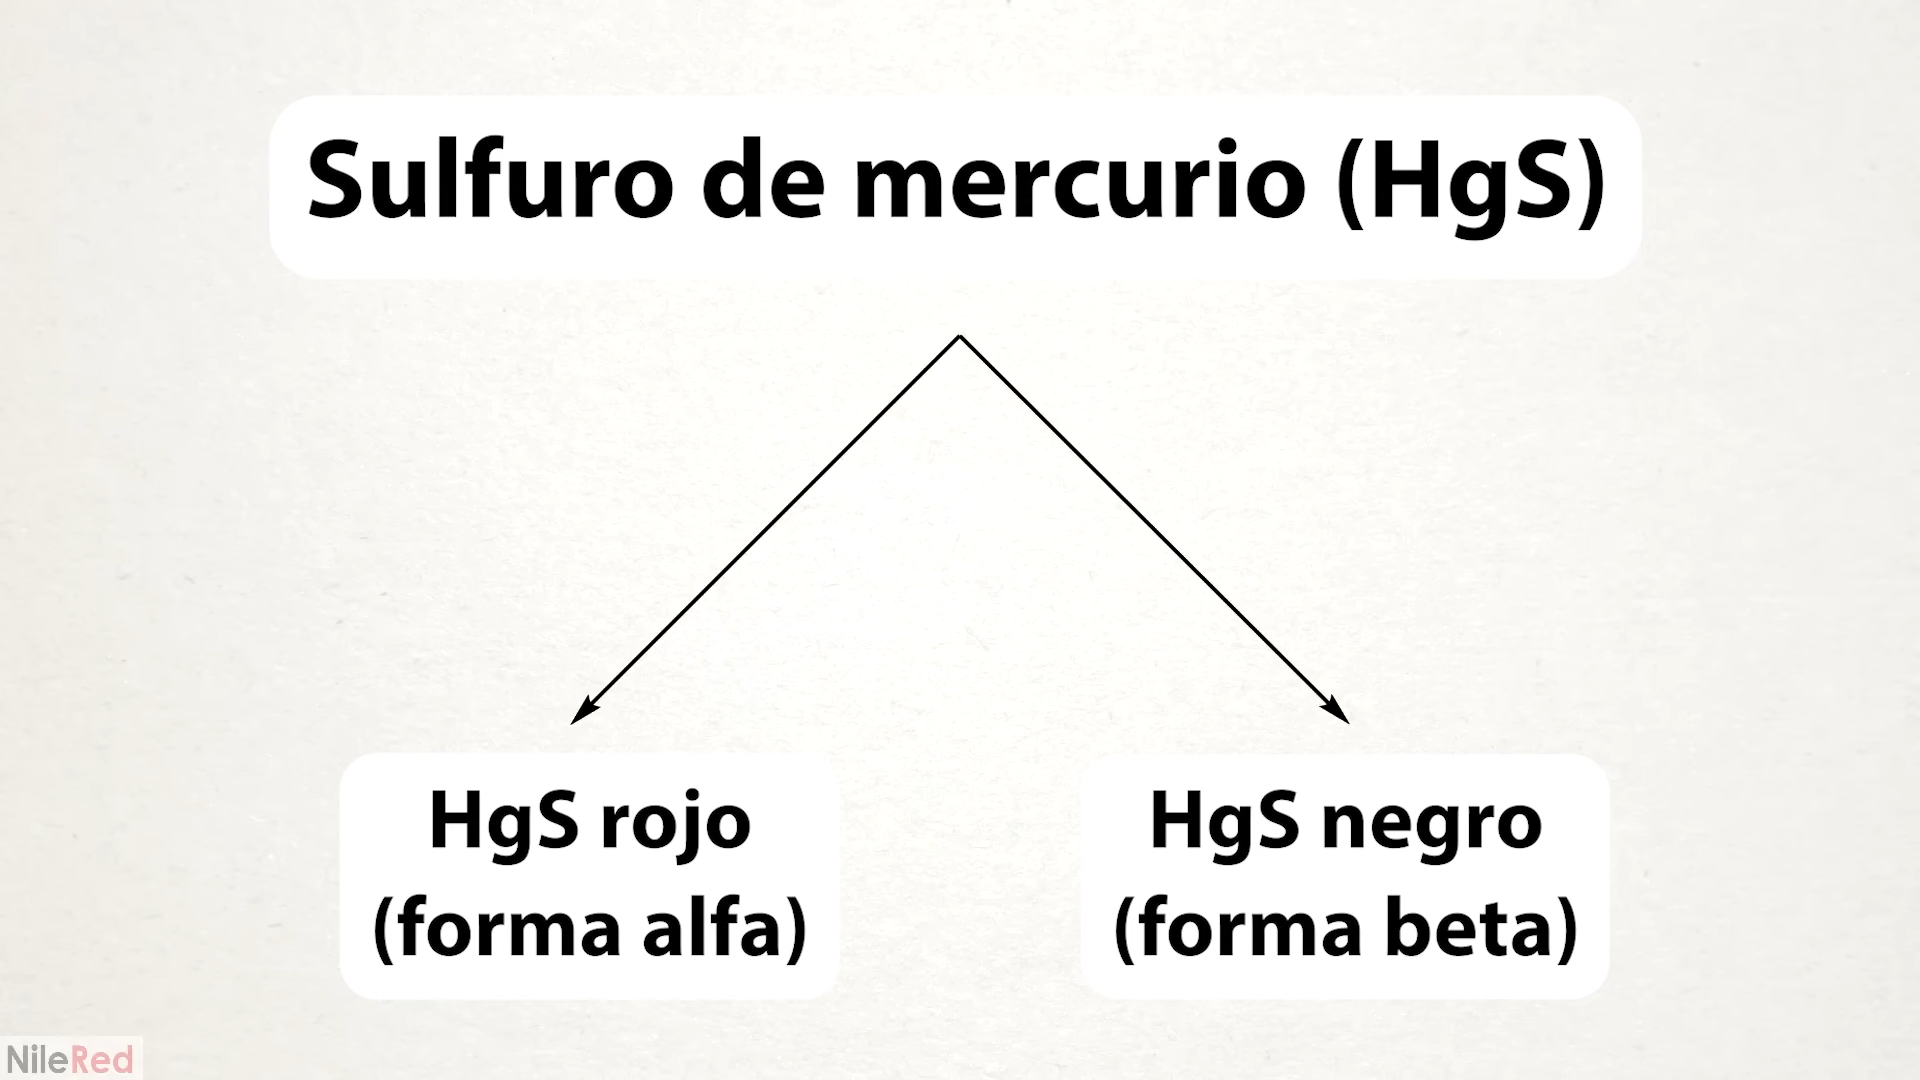 Sulfuro de mercurio (HgS)
HgS rojo
(forma alfa)
HgS negro
(forma beta)
NileRed